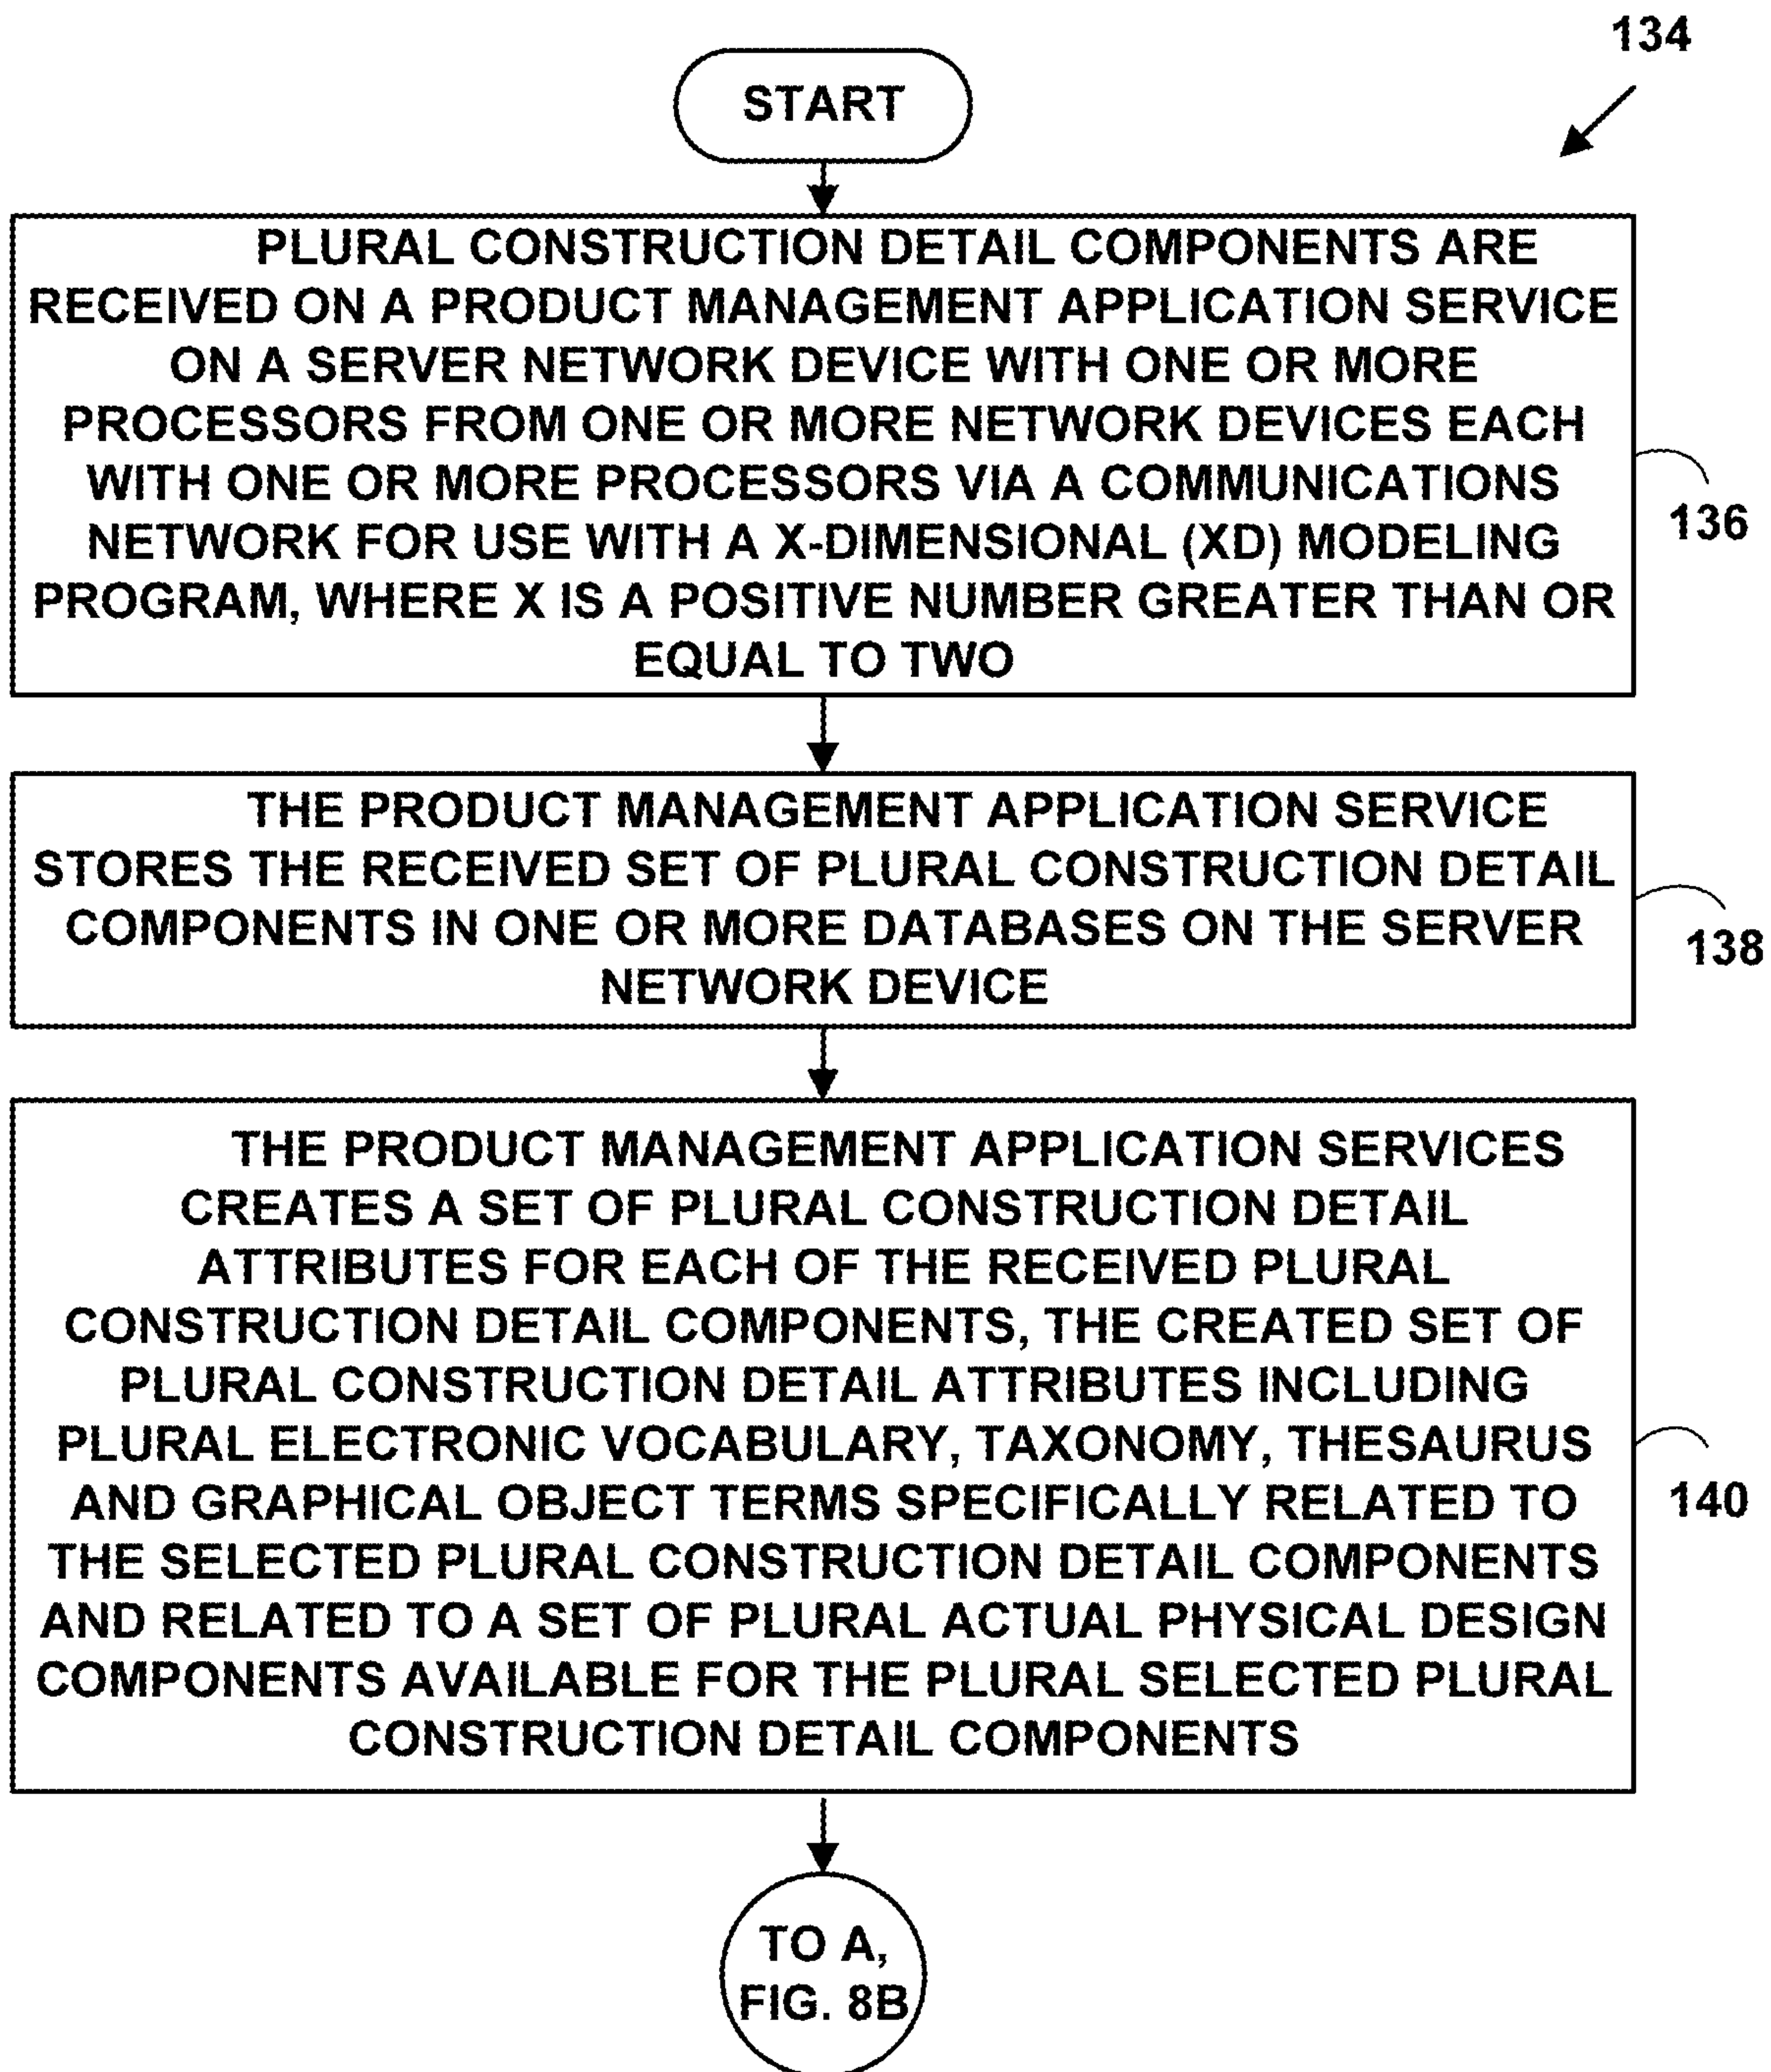 134
START
PLURAL CONSTRUCTION DETAIL COMPONENTS ARE
RECEIVED ON A PRODUCT MANAGEMENT APPLICATION SERVICE
ON A SERVER NETWORK DEVICE WITH ONE OR MORE
PROCESSORS FROM ONE OR MORE NETWORK DEVICES EACH
WITH ONE OR MORE PROCESSORS VIA A COMMUNICATIONS
NETWORK FOR USE WITH A X-DIMENSIONAL (XD) MODELING
PROGRAM, WHERE X IS A POSITIVE NUMBER GREATER THAN OR
EQUAL TO TWO
136
THE PRODUCT MANAGEMENT APPLICATION SERVICE
STORES THE RECEIVED SET OF PLURAL CONSTRUCTION DETAIL
COMPONENTS IN ONE OR MORE DATABASES ON THE SERVER
NETWORK DEVICE
138
THE PRODUCT MANAGEMENT APPLICATION SERVICES
CREATES A SET OF PLURAL CONSTRUCTION DETAIL
ATTRIBUTES FOR EACH OF THE RECEIVED PLURAL
CONSTRUCTION DETAIL COMPONENTS, THE CREATED SET OF
PLURAL CONSTRUCTION DETAIL ATTRIBUTES INCLUDING
PLURAL ELECTRONIC VOCABULARY, TAXONOMY, THESAURUS
AND GRAPHICAL OBJECT TERMS SPECIFICALLY RELATED TO
THE SELECTED PLURAL CONSTRUCTION DETAIL COMPONENTS
AND RELATED TO A SET OF PLURAL ACTUAL PHYSICAL DESIGN
COMPONENTS AVAILABLE FOR THE PLURAL SELECTED PLURAL
CONSTRUCTION DETAIL COMPONENTS
140
TO A,
FIG. 8B